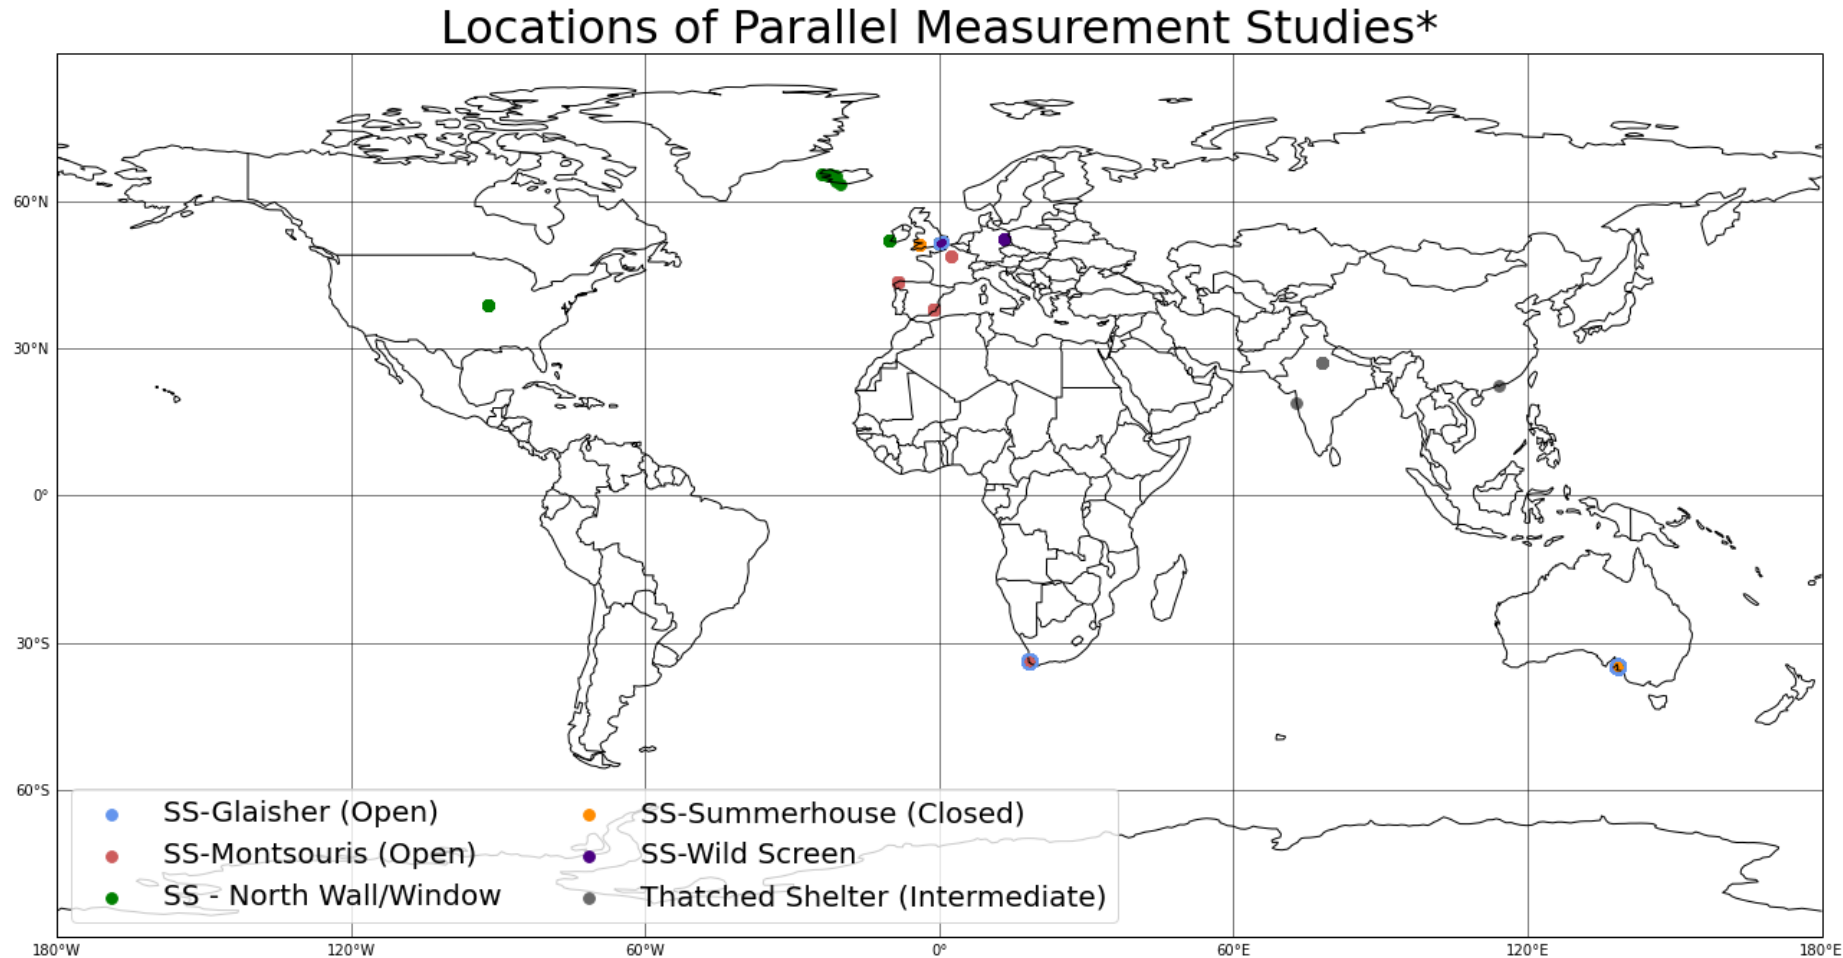 Locations of Parallel Measurement Studies*
60°N
30°N
0°
30°S
60°S
SS-Glaisher (Open)
SS-Montsouris (Open)
SS - North Wall/Window
SS-Summerhouse (Closed)
SS-Wild Screen
Thatched Shelter (Intermediate)
180°W
120°W
60°W
0°
60°E
120°E
180°E